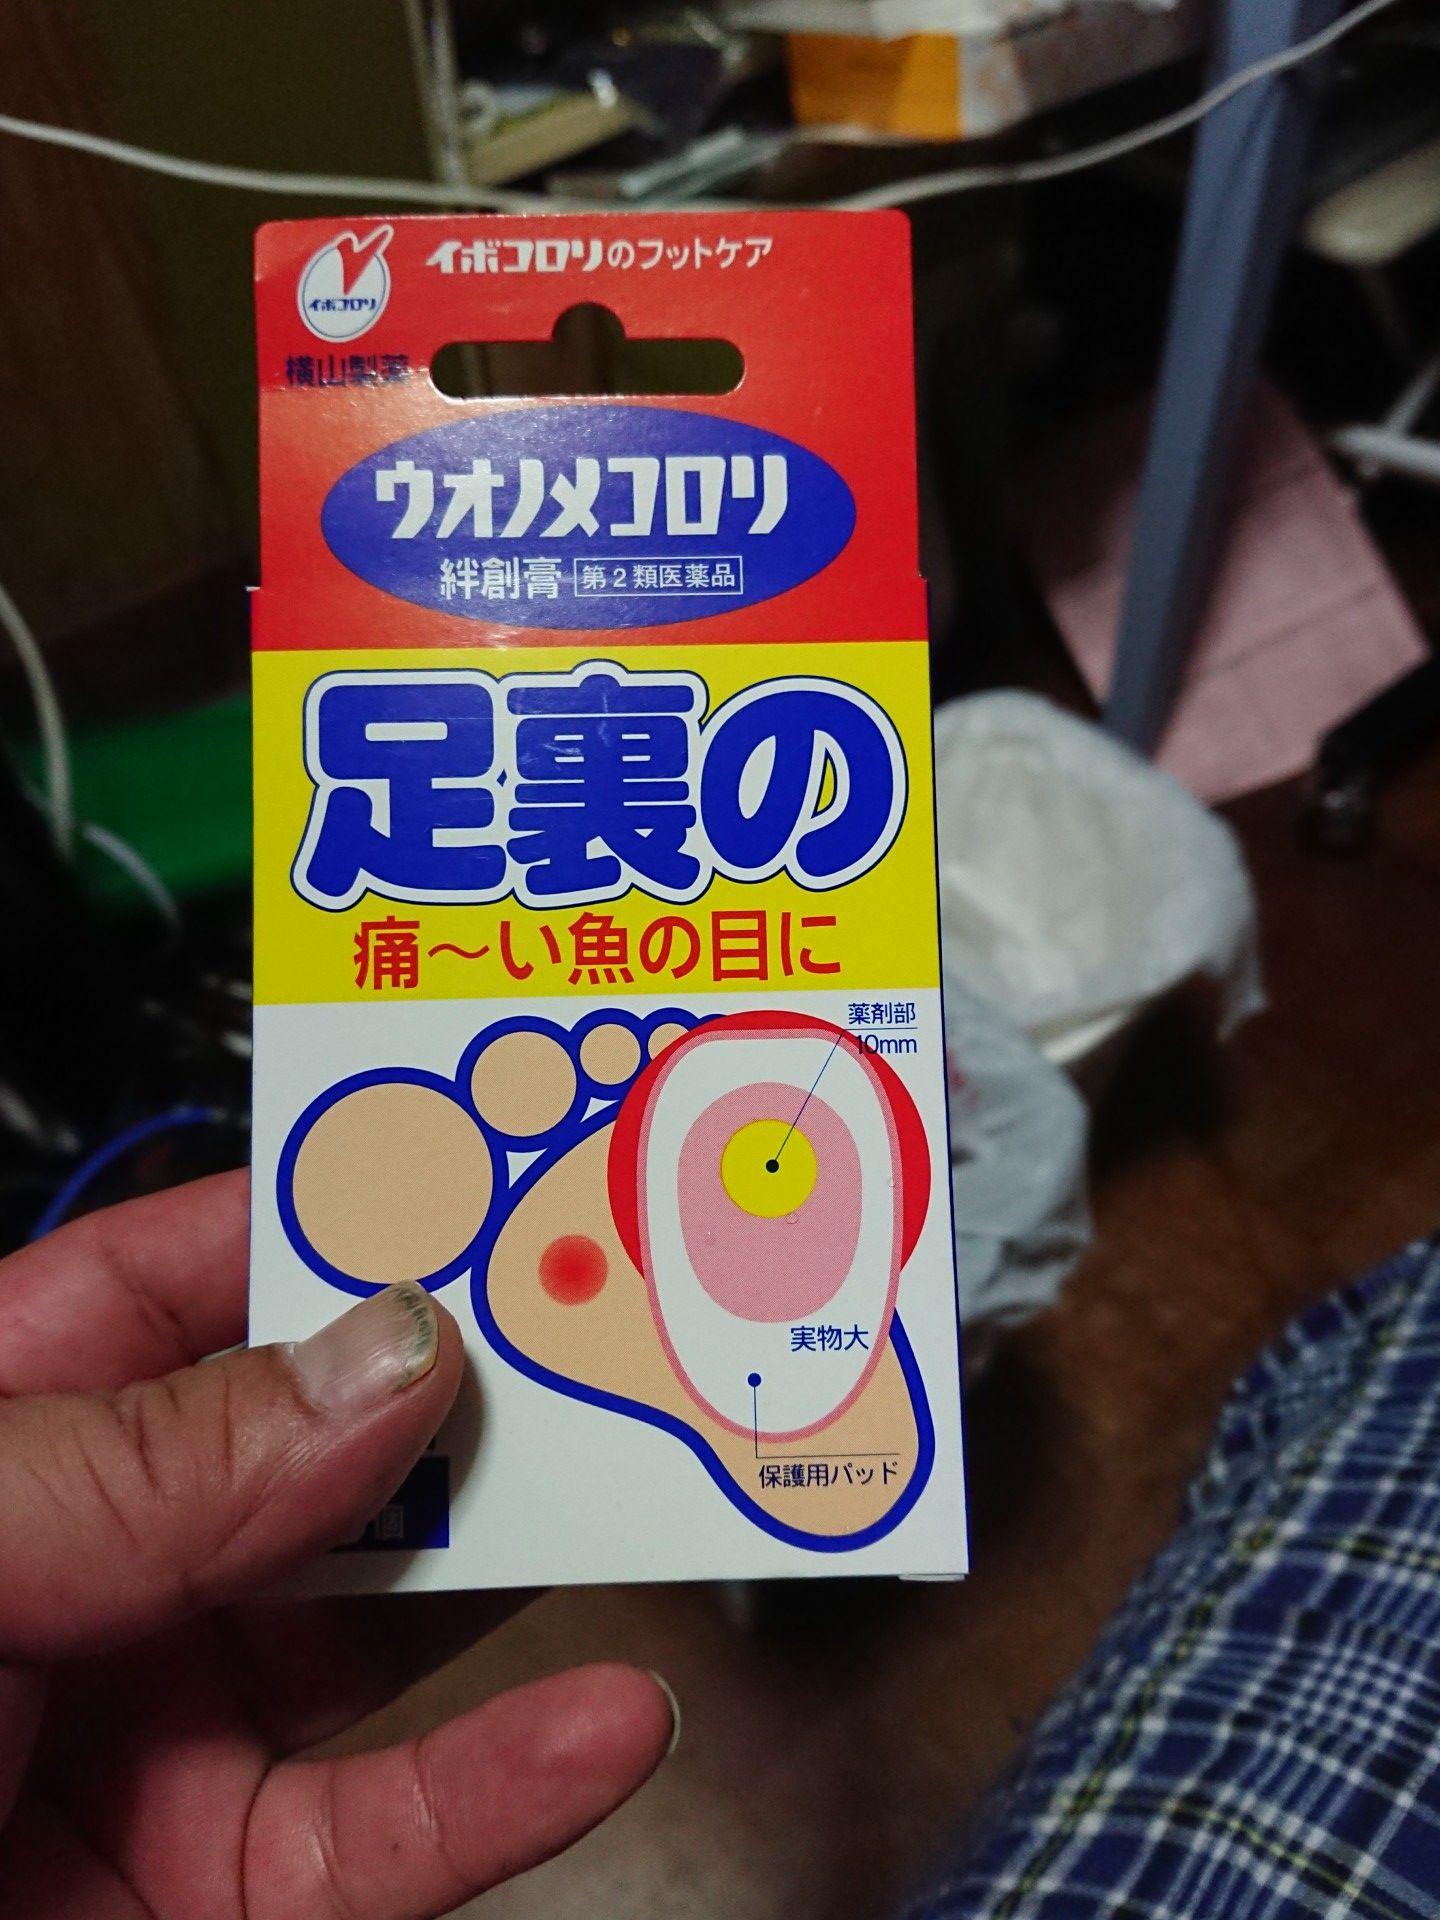 イボコロリのフットケア
イボコロリ
横山製薬
ウオノメコロリ
絆創膏 第2類医薬品
足裏の
痛〜い魚の目に
薬剤部
10mm
実物大
保護用パッド
個